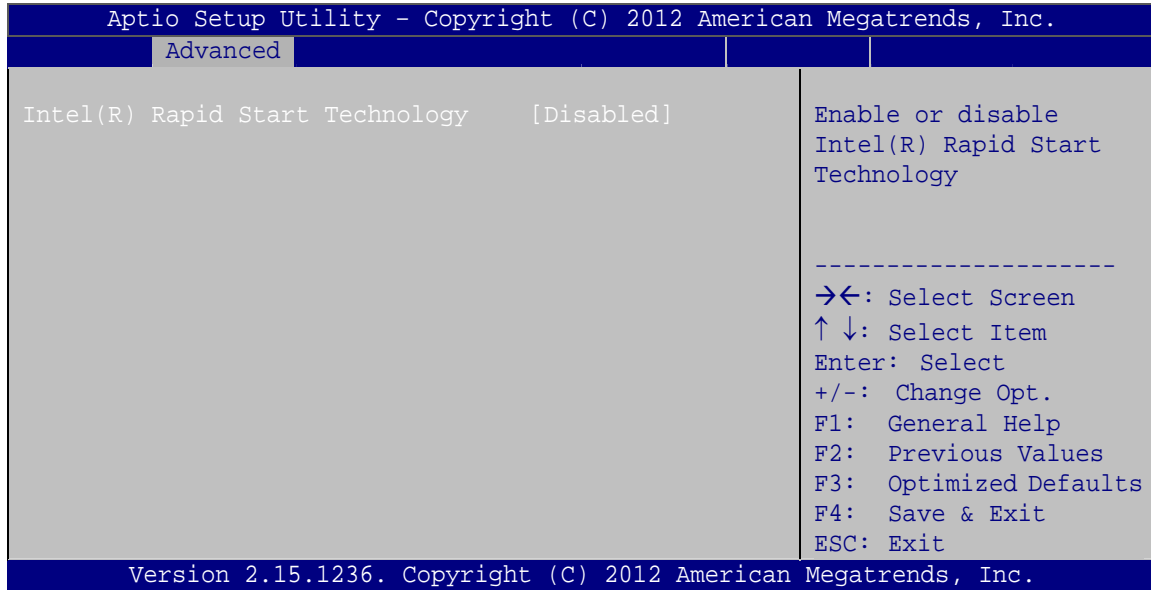 Aptio Setup Utility – Copyright (C) 2012 American Megatrends, Inc.
Advanced
Intel(R) Rapid Start Technology [Disabled]
Enable or disable
Intel(R) Rapid Start
Technology
---------------------
→←: Select Screen
↑ ↓: Select Item
Enter: Select
+/-: Change Opt.
F1: General Help
F2: Previous Values
F3: Optimized Defaults
F4: Save & Exit
ESC: Exit
Version 2.15.1236. Copyright (C) 2012 American Megatrends, Inc.